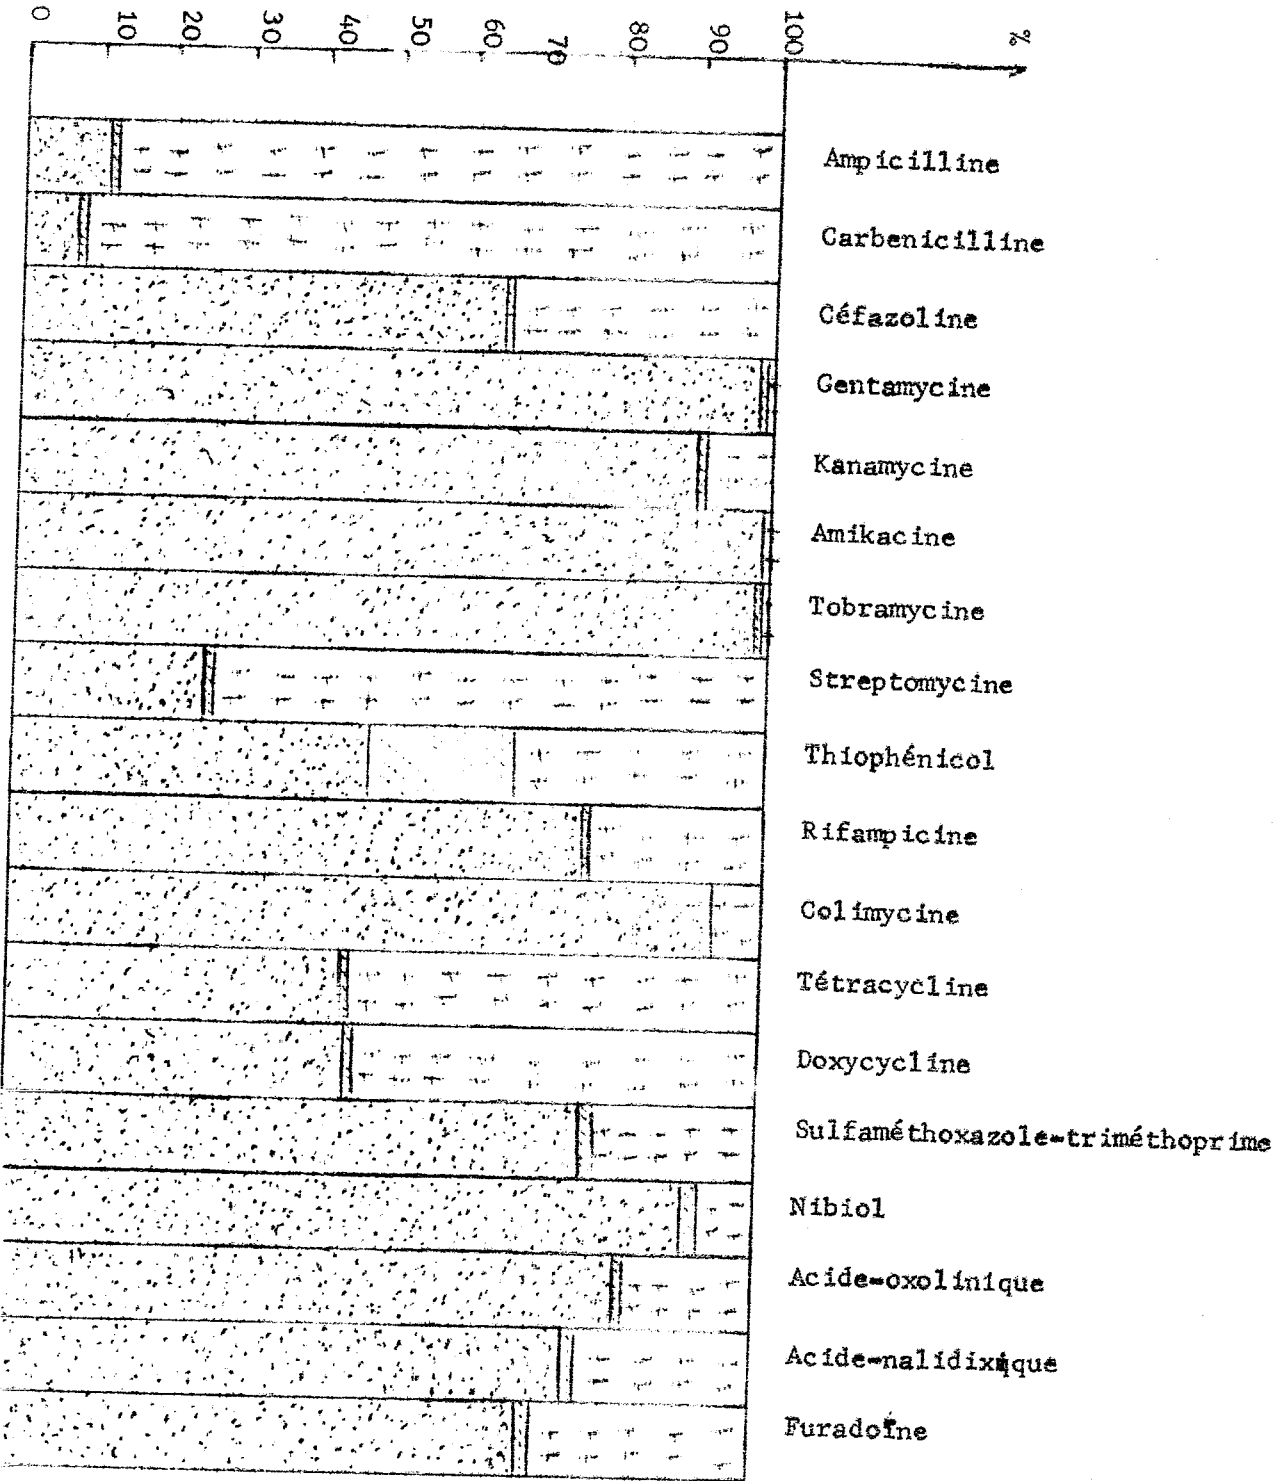 0 10 20 30 40 50 60 70 80 90 100 %
Ampicilline
Carbenicilline
Céfazoline
Gentamycine
Kanamycine
Amikacine
Tobramycine
Streptomycine
Thiophénicol
Rifampicine
Colimycine
Tétracycline
Doxycycline
Sulfaméthoxazole-triméthoprime
Nibiol
Acide-oxolinique
Acide-nalidixique
Furadoïne